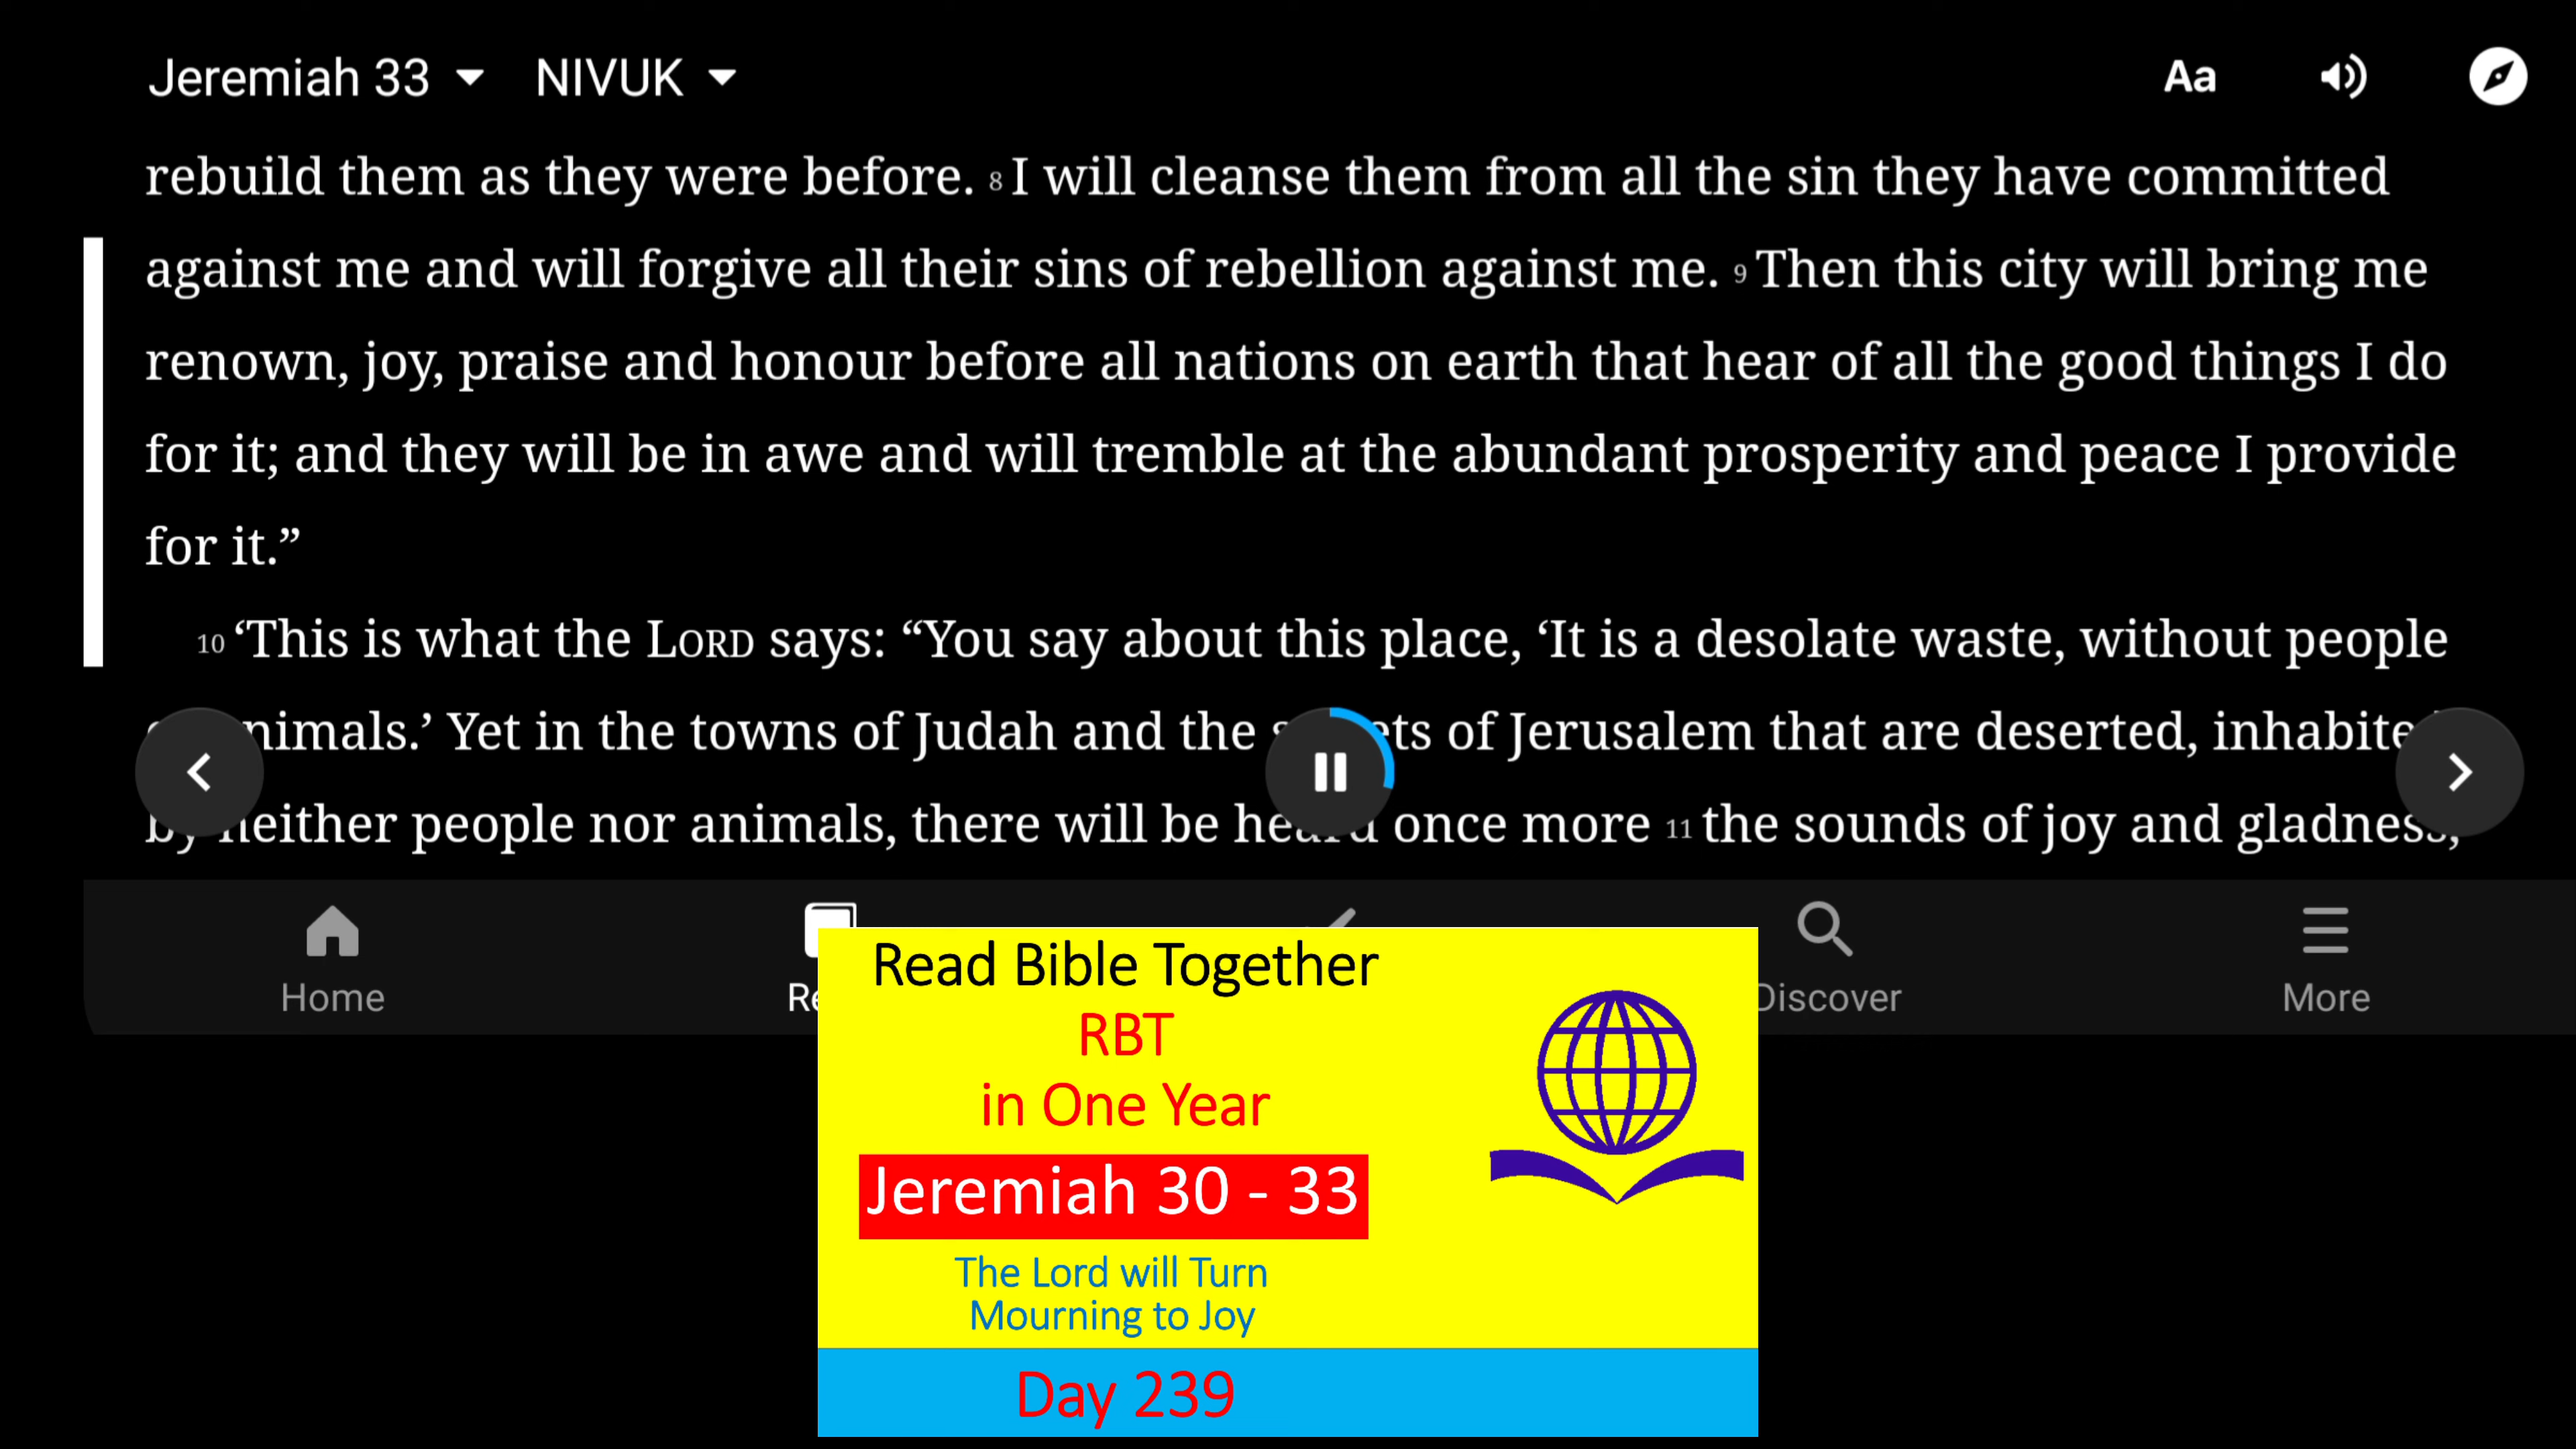 Jeremiah 33 NIVUK Aa
rebuild them as they were before. 8 I will cleanse them from all the sin they have committed
against me and will forgive all their sins of rebellion against me. 9 Then this city will bring me
renown, joy, praise and honour before all nations on earth that hear of all the good things I do
for it; and they will be in awe and will tremble at the abundant prosperity and peace I provide
for it.”
10 ‘This is what the LORD says: “You say about this place, ‘It is a desolate waste, without people
Yet in the towns of Judah and the of Jerusalem that are deserted,
neither people nor animals, there will be once more 11 the sounds of joy and gladness,
Home Discover More
Read Bible Together
RBT
in One Year
Jeremiah 30 - 33
The Lord will Turn
Mourning to Joy
Day 239